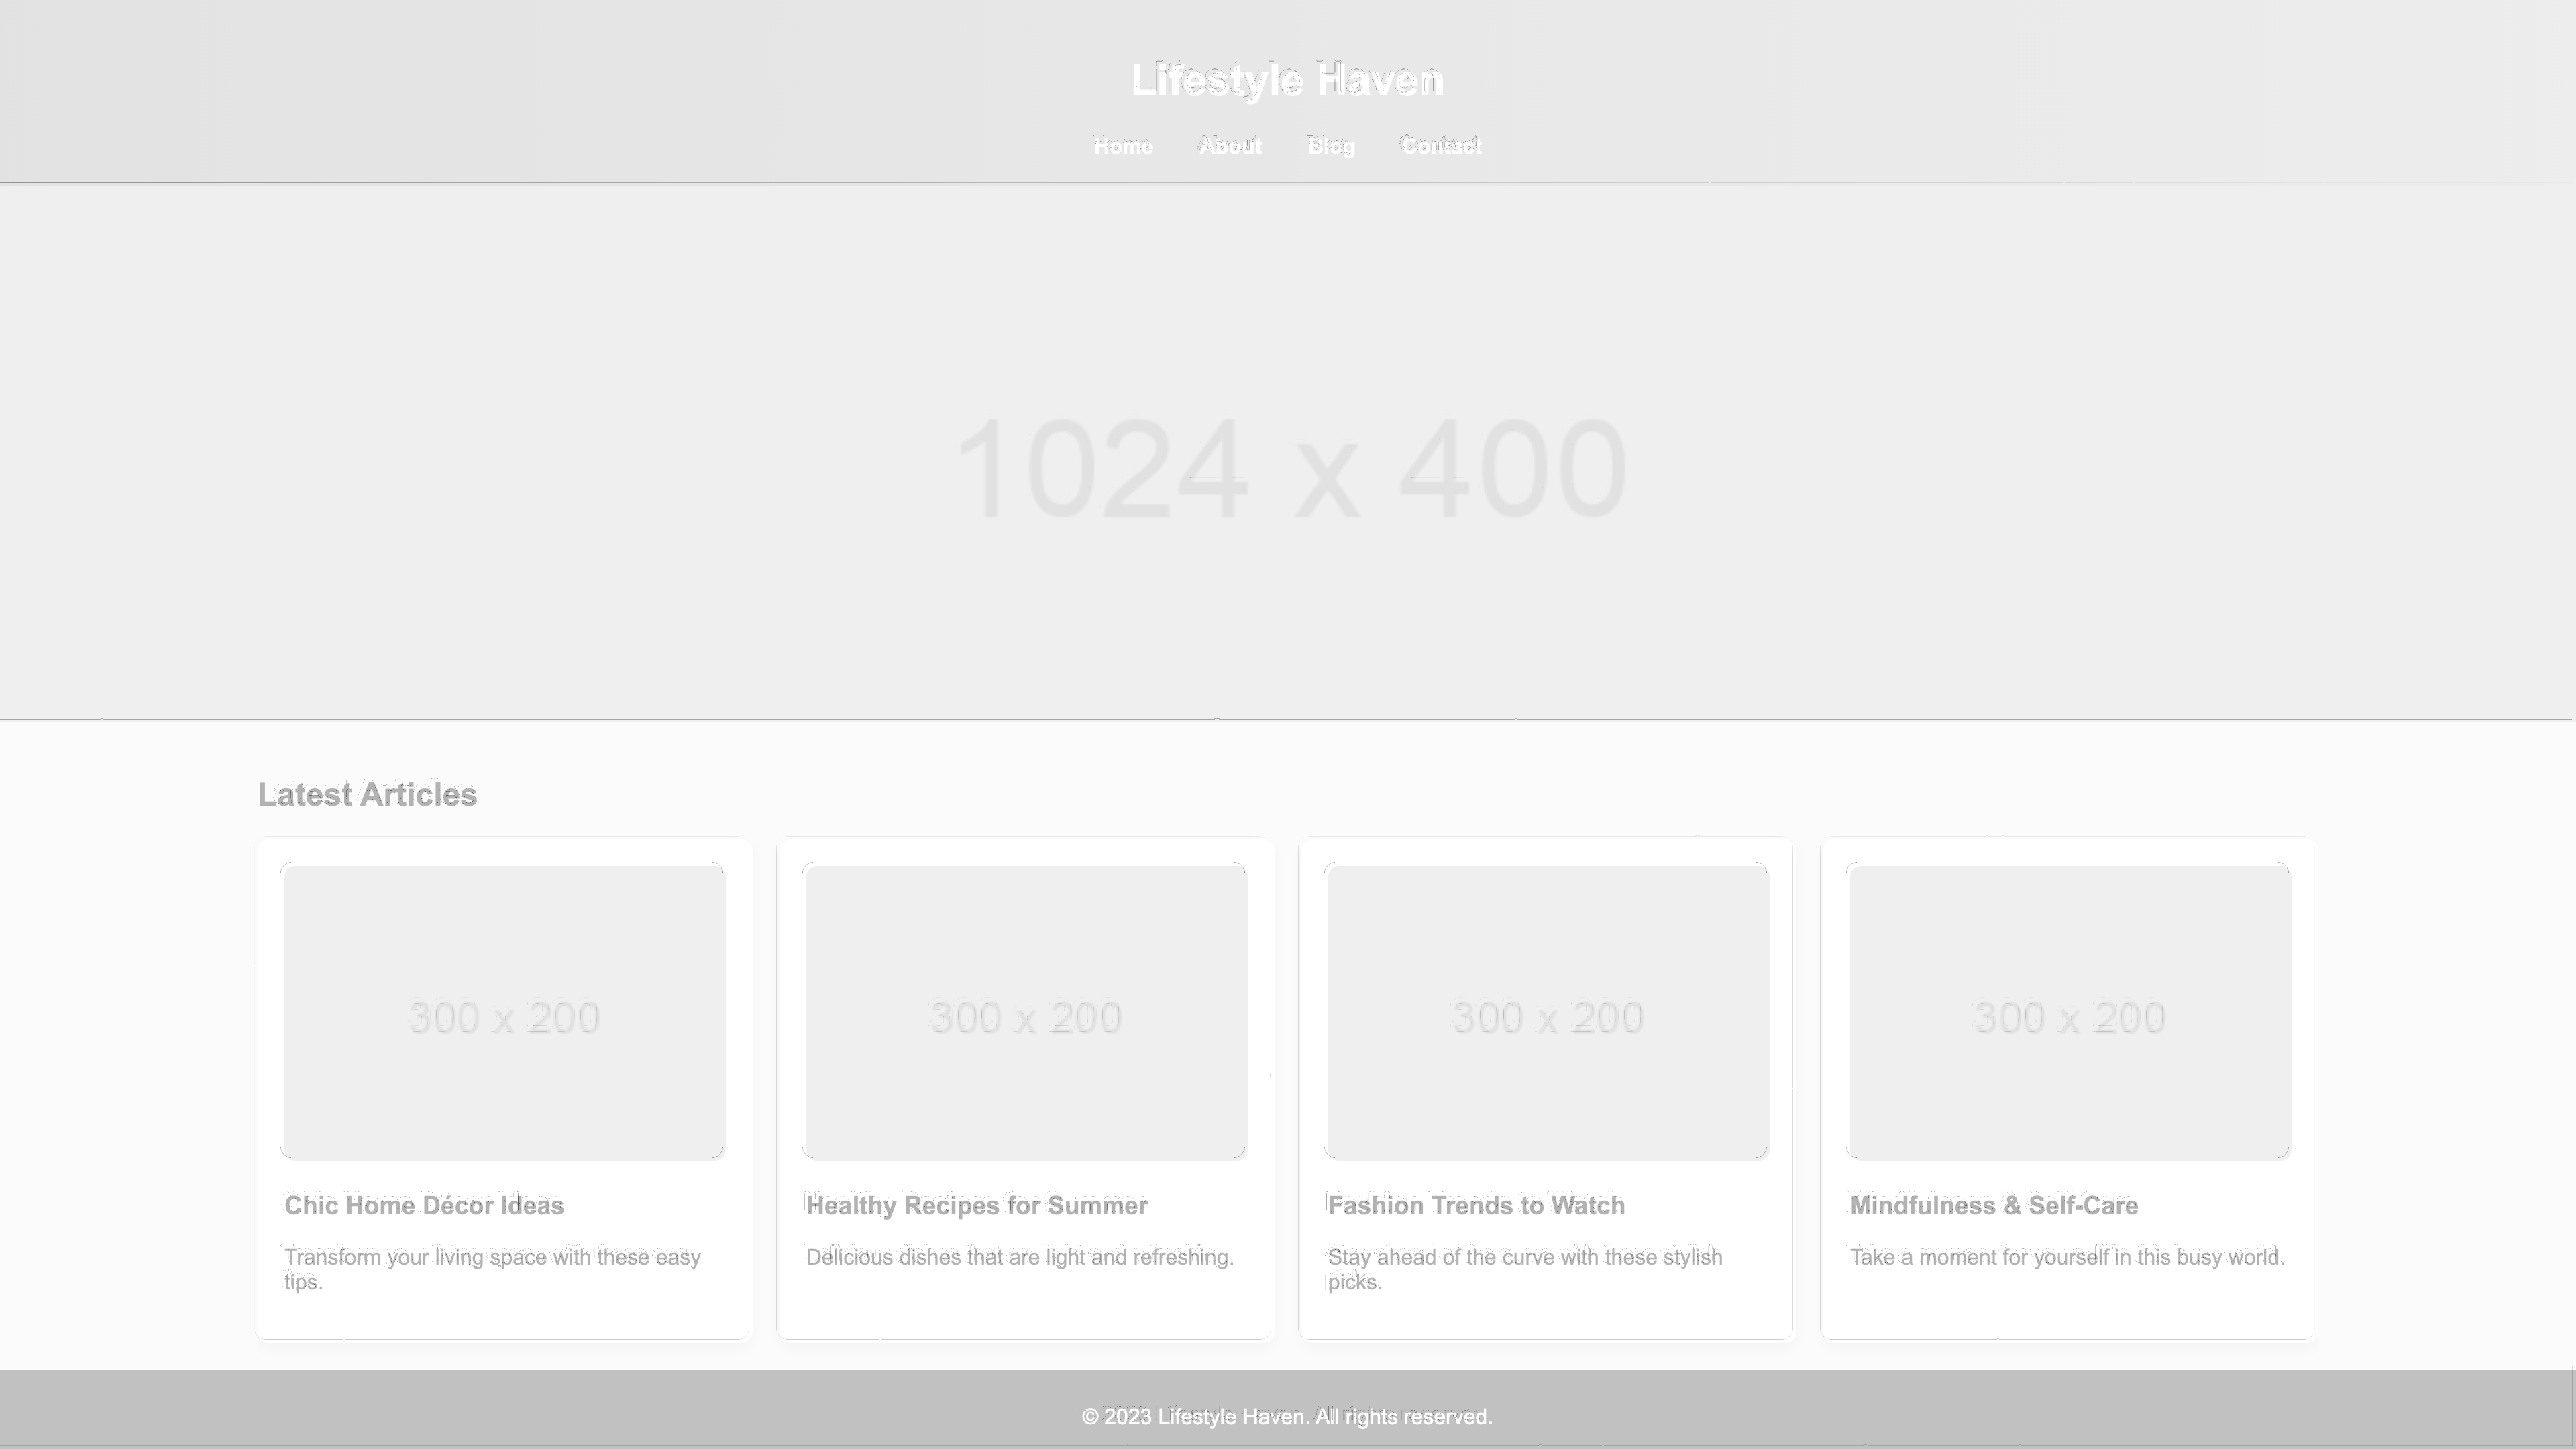 Lifestyle Haven
Home About Blog Contact
1024 x 400
Latest Articles
300 x 200
300 x 200
300 x 200
300 x 200
Chic Home Décor Ideas
Healthy Recipes for Summer
Fashion Trends to Watch
Mindfulness & Self-Care
Transform your living space with these easy
tips.
Delicious dishes that are light and refreshing.
Stay ahead of the curve with these stylish
picks.
Take a moment for yourself in this busy world.
© 2023 Lifestyle Haven. All rights reserved.